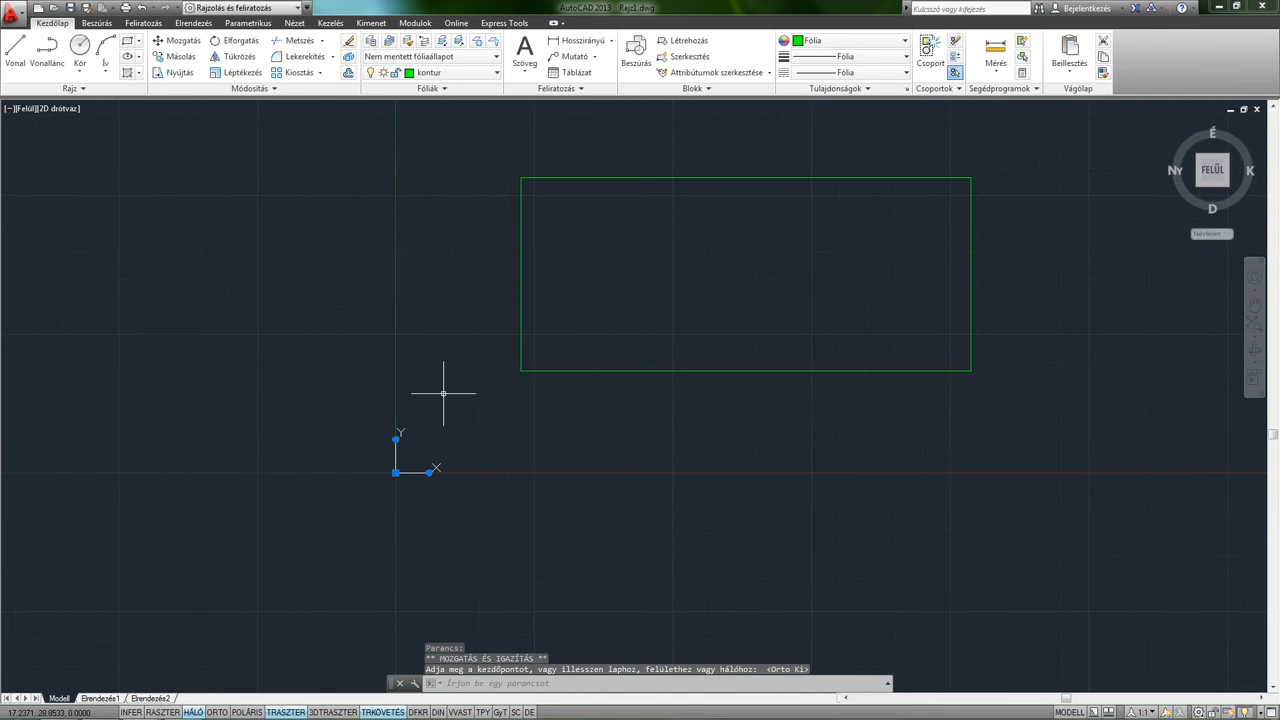 Rajzolás és feliratozás
AutoCAD 2013 Rajz1.dwg
Kulcsszó vagy kifejezés
Bejelentkezés
Kezdőlap Beszúrás Feliratozás Elrendezés Parametrikus Nézet Kezelés Kimenet Modulok Online Express Tools
Vonal Vonallánc Kör Ív
Mozgatás Elforgatás Metszés
Másolás Tükrözés Lekerekítés
Nyújtás Léptékezés Kiosztás
Nem mentett fóliaállapot
kontur
Szöveg
Hosszirányú
Mutató
Táblázat
Beszúrás
Létrehozás
Szerkesztés
Attribútumok szerkesztése
Fólia
Fólia
Fólia
Csoport
Mérés
Beillesztés
Rajz Módosítás Fóliák Feliratozás Blokk Tulajdonságok Csoportok Segédprogramok Vágólap
[−][Felül][2D drótváz]
É
NY FELÜL K
D
Névtelen
Y
X
Parancs:
** MOZGATÁS ÉS IGAZÍTÁS **
Adja meg a kezdőpontot, vagy illesszen laphoz, felülethez vagy hálóhoz: <Orto Ki>
Írjon be egy parancsot
Modell Elrendezés1 Elrendezés2
17.2371, 28.8533, 0.0000
INFER RASZTER HÁLÓ ORTO POLÁRIS TRASZTER 3DTRASZTER TRKÖVETÉS DFKR DIN VVAST TPY GyT SC DE
MODELL
1:1